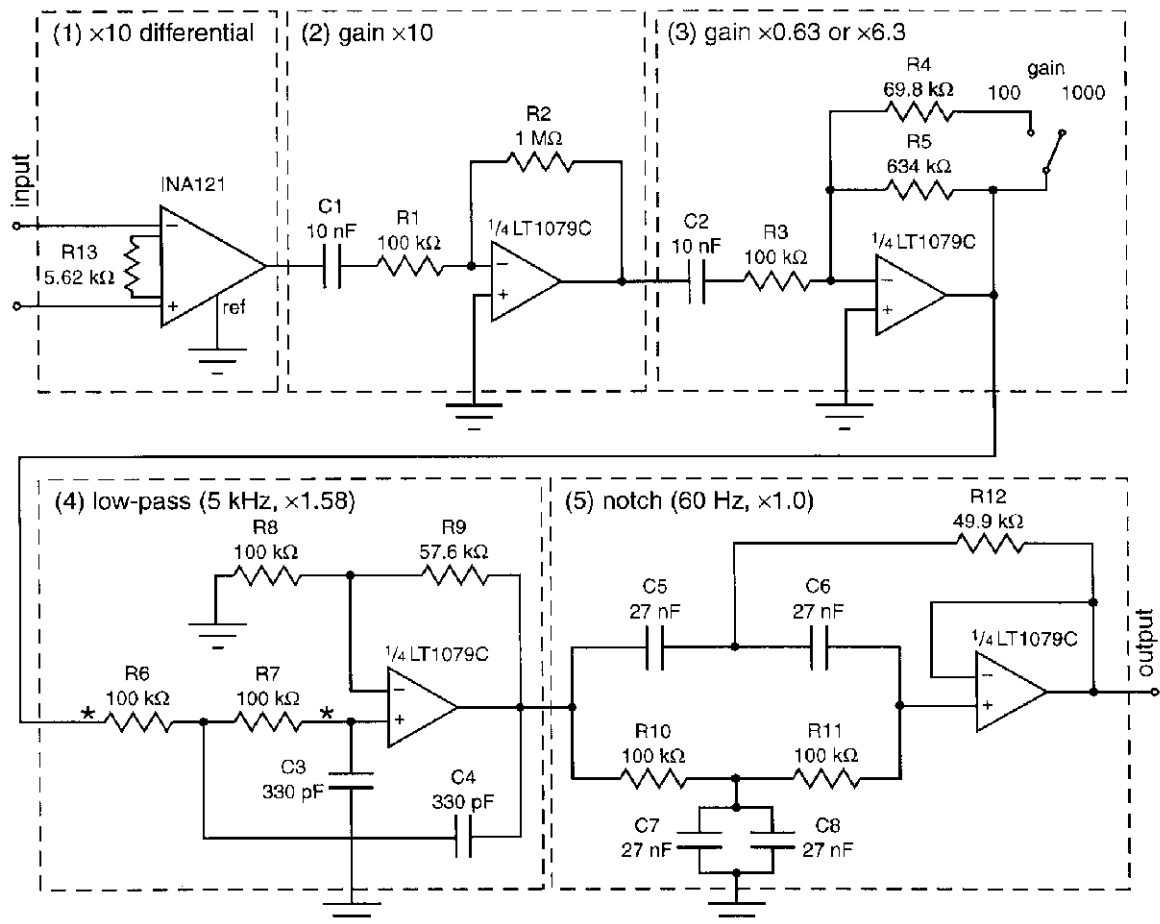 (1) ×10 differential
(2) gain ×10
(3) gain ×0.63 or ×6.3
R4
69.8 kΩ
gain
100
1000
R2
1 MΩ
R5
634 kΩ
input
INA121
R13
5.62 kΩ
ref
C1
10 nF
R1
100 kΩ
1/4 LT1079C
C2
10 nF
R3
100 kΩ
1/4 LT1079C
−
+
−
+
−
+
(4) low-pass (5 kHz, ×1.58)
R8
100 kΩ
R9
57.6 kΩ
R6
100 kΩ
R7
100 kΩ
*
*
1/4 LT1079C
−
+
C3
330 pF
C4
330 pF
(5) notch (60 Hz, ×1.0)
R12
49.9 kΩ
C5
27 nF
C6
27 nF
1/4 LT1079C
−
+
output
R10
100 kΩ
R11
100 kΩ
C7
27 nF
C8
27 nF